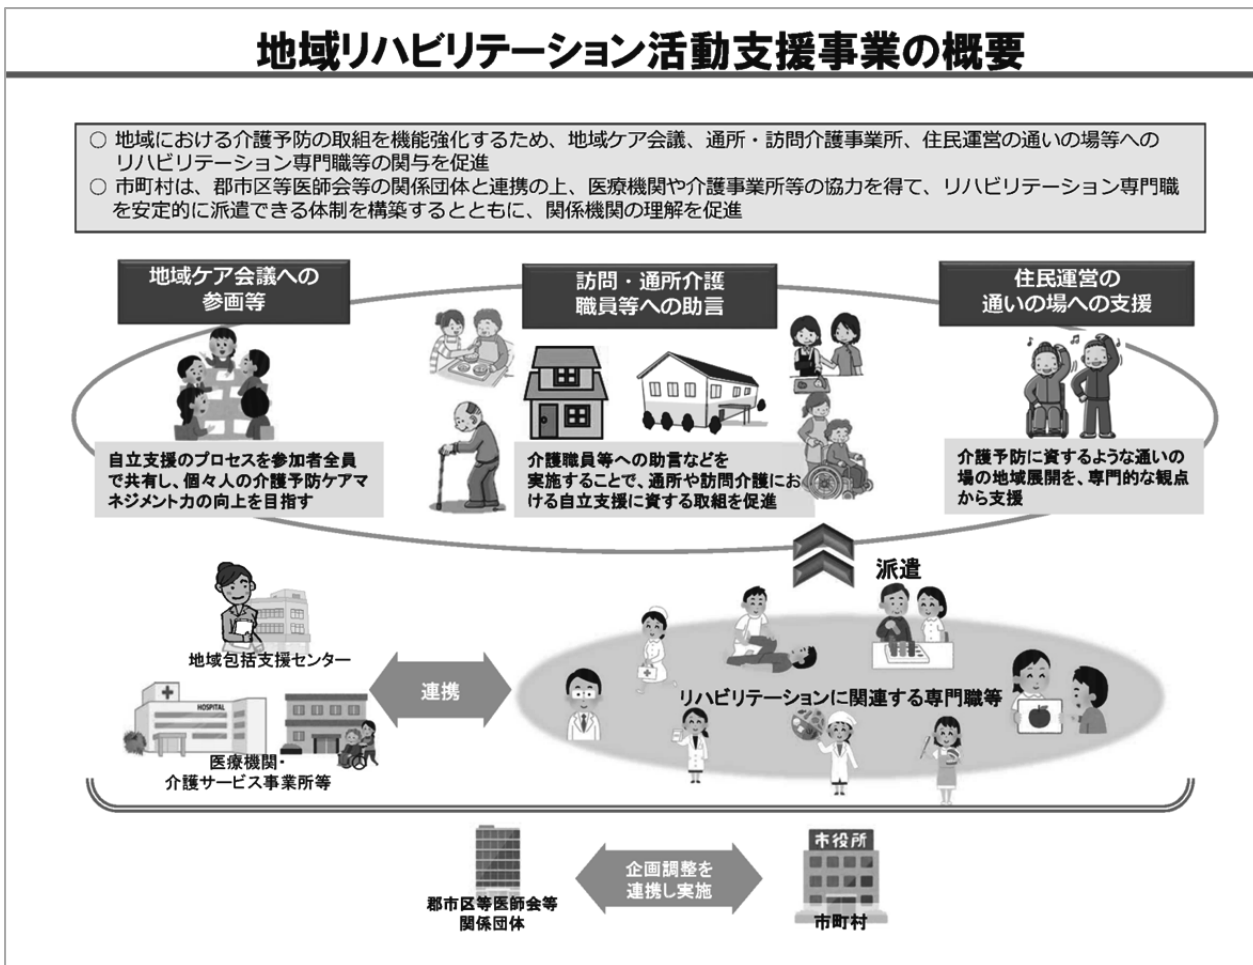 地域リハビリテーション活動支援事業の概要
○ 地域における介護予防の取組を機能強化するため、地域ケア会議、通所・訪問介護事業所、住民運営の通いの場等への
リハビリテーション専門職等の関与を促進
○ 市町村は、郡市区等医師会等の関係団体と連携の上、医療機関や介護事業所等の協力を得て、リハビリテーション専門職
を安定的に派遣できる体制を構築するとともに、関係機関の理解を促進
地域ケア会議への
参画等
訪問・通所介護
職員等への助言
住民運営の
通いの場への支援
自立支援のプロセスを参加者全員
で共有し、個々人の介護予防ケアマ
ネジメント力の向上を目指す
介護職員等への助言などを
実施することで、通所や訪問介護にお
ける自立支援に資する取組を促進
介護予防に資するような通いの
場の地域展開を、専門的な観点
から支援
派遣
地域包括支援センター
連携
リハビリテーションに関連する専門職等
HOSPITAL
医療機関・
介護サービス事業所等
市役所
企画調整を
連携し実施
郡市区等医師会等
関係団体
市町村